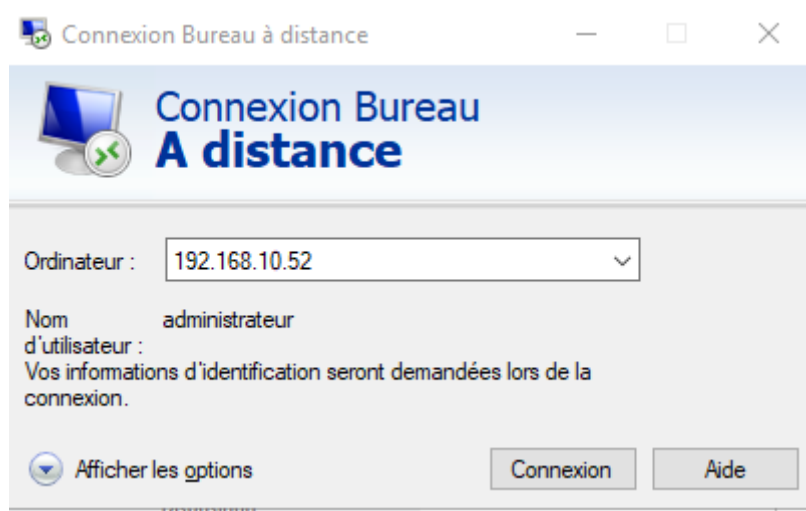 Connexion Bureau à distance
Connexion Bureau
A distance
Ordinateur :
192.168.10.52
Nom
d'utilisateur :
administrateur
Vos informations d'identification seront demandées lors de la
connexion.
Afficher les options
Connexion
Aide